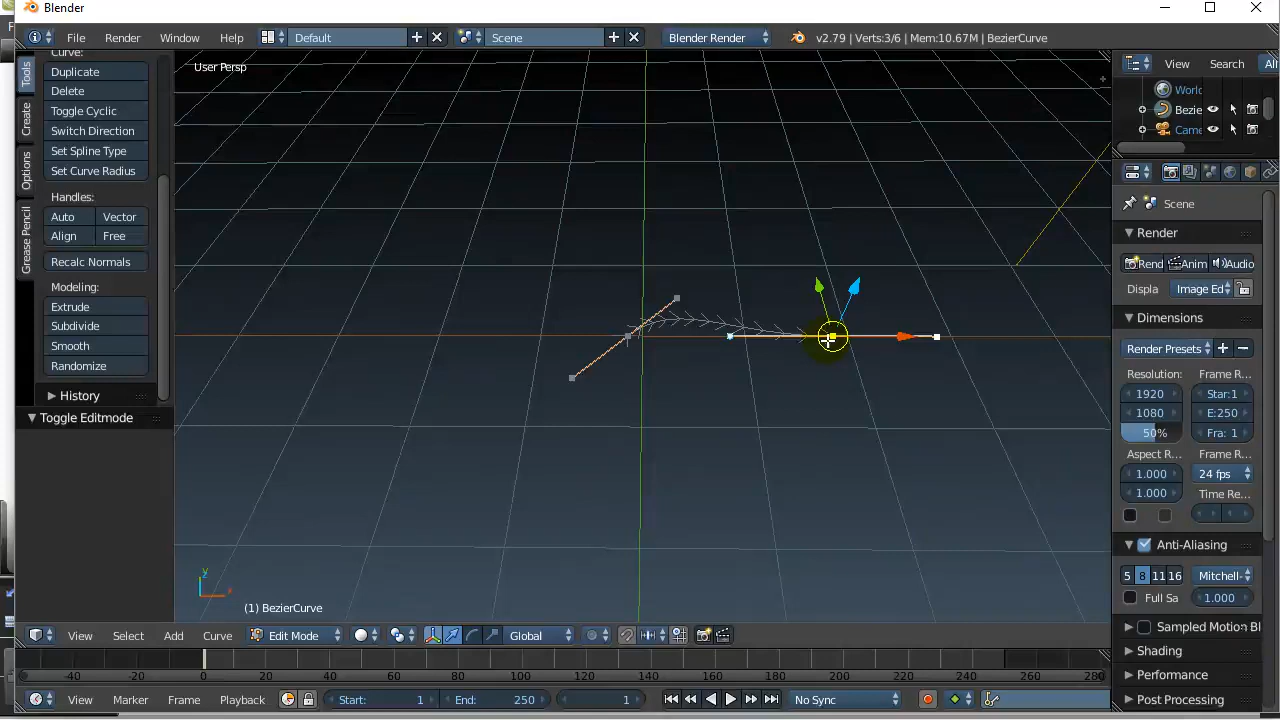 Blender
File Render Window Help Default Scene Blender Render v2.79 | Verts:3/6 | Mem:10.67M | BezierCurve
User Persp
Tools
Create
Options
Grease Pencil
Curve:
Duplicate
Delete
Toggle Cyclic
Switch Direction
Set Spline Type
Set Curve Radius
Handles:
Auto Vector
Align Free
Recalc Normals
Modeling:
Extrude
Subdivide
Smooth
Randomize
History
Toggle Editmode
y
(1) BezierCurve
View Select Add Curve Edit Mode Global
-40 -20 0 20 40 60 80 100 120 140 160 180 200 220 240 260 280
View Marker Frame Playback Start: 1 End: 250 1 No Sync
View Search All
World
Bezie
Came
Scene
Render
Rend Anim Audio
Displa Image Ed
Dimensions
Render Presets
Resolution: Frame R...
1920 Star:1
1080 E:250
50% Fra: 1
Aspect R... Frame R...
1.000 24 fps
1.000 Time Re...
Anti-Aliasing
5 8 11 16 Mitchell-
Full Sa 1.000
Sampled Motion Bl
Shading
Performance
Post Processing